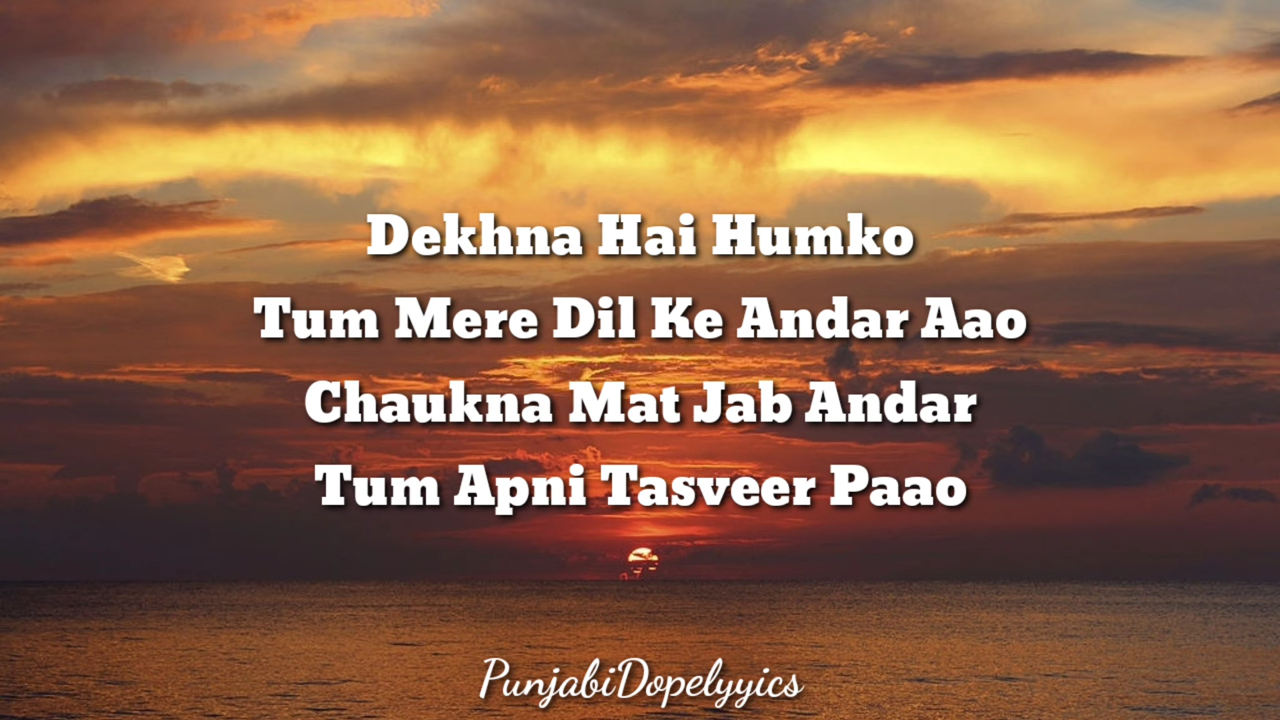 Dekhna Hai Humko
Tum Mere Dil Ke Andar Aao
Chaukna Mat Jab Andar
Tum Apni Tasveer Paao
PunjabiDopelyyics